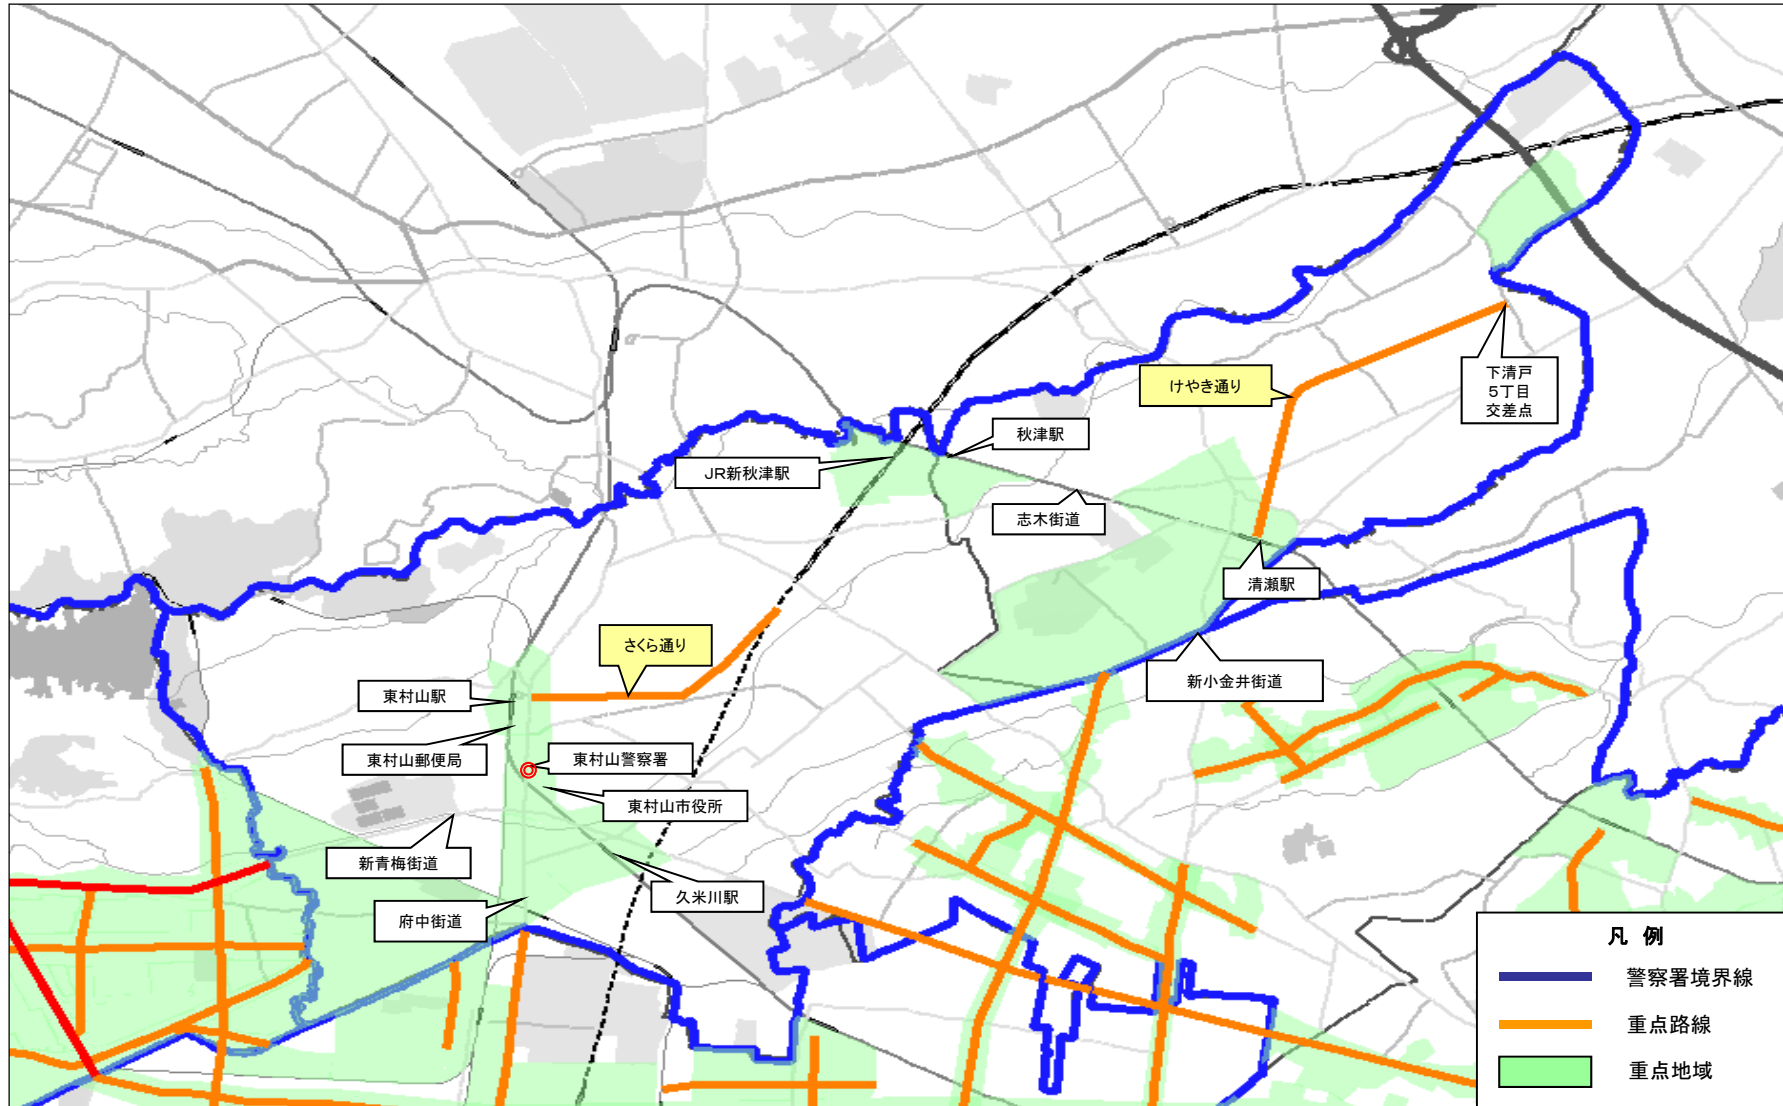 けやき通り
下清戸
5丁目
交差点
秋津駅
JR新秋津駅
志木街道
清瀬駅
さくら通り
新小金井街道
東村山駅
東村山郵便局
東村山警察署
東村山市役所
新青梅街道
久米川駅
府中街道
凡 例
警察署境界線
重点路線
重点地域